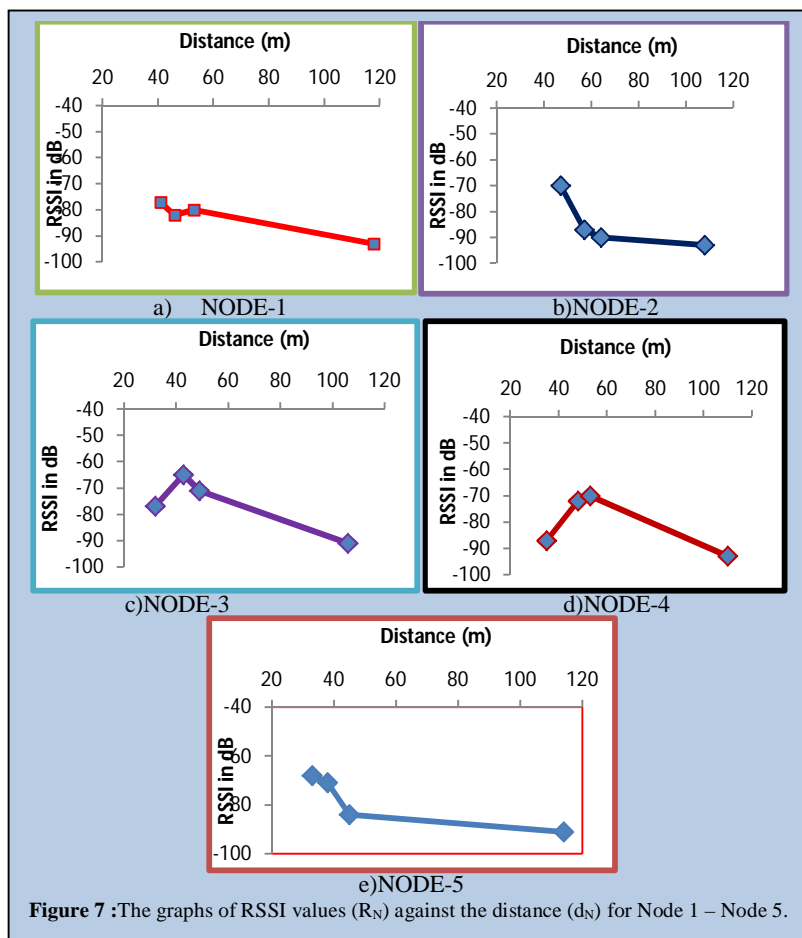 Distance (m)
20 40 60 80 100 120
-40
-50
-60
-70
-80
-90
-100
RSSI in dB
a) NODE-1
Distance (m)
20 40 60 80 100 120
-40
-50
-60
-70
-80
-90
-100
RSSI in dB
b)NODE-2
Distance (m)
20 40 60 80 100 120
-40
-50
-60
-70
-80
-90
-100
RSSI in dB
c)NODE-3
Distance (m)
20 40 60 80 100 120
-40
-50
-60
-70
-80
-90
-100
RSSI in dB
d)NODE-4
Distance (m)
20 40 60 80 100 120
-40
-60
-80
-100
RSSI in dB
e)NODE-5
Figure 7 :The graphs of RSSI values (RN) against the distance (dN) for Node 1 – Node 5.